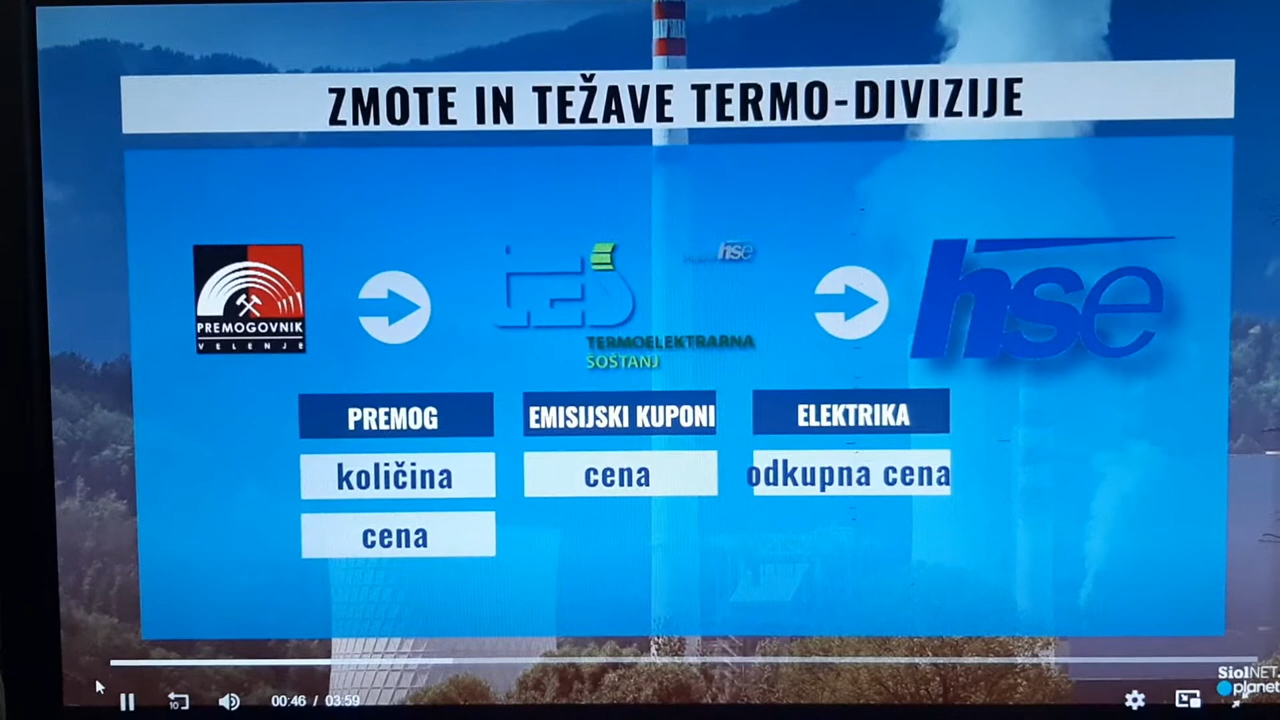 ZMOTE IN TEŽAVE TERMO-DIVIZIJE
PREMOGOVNIK
VELENJE
TEŠ
hse
TERMOELEKTRARNA
ŠOŠTANJ
hse
PREMOG
EMISIJSKI KUPONI
ELEKTRIKA
količina
cena
odkupna cena
cena
SiolNET.
planet
10
00:46 / 03:59